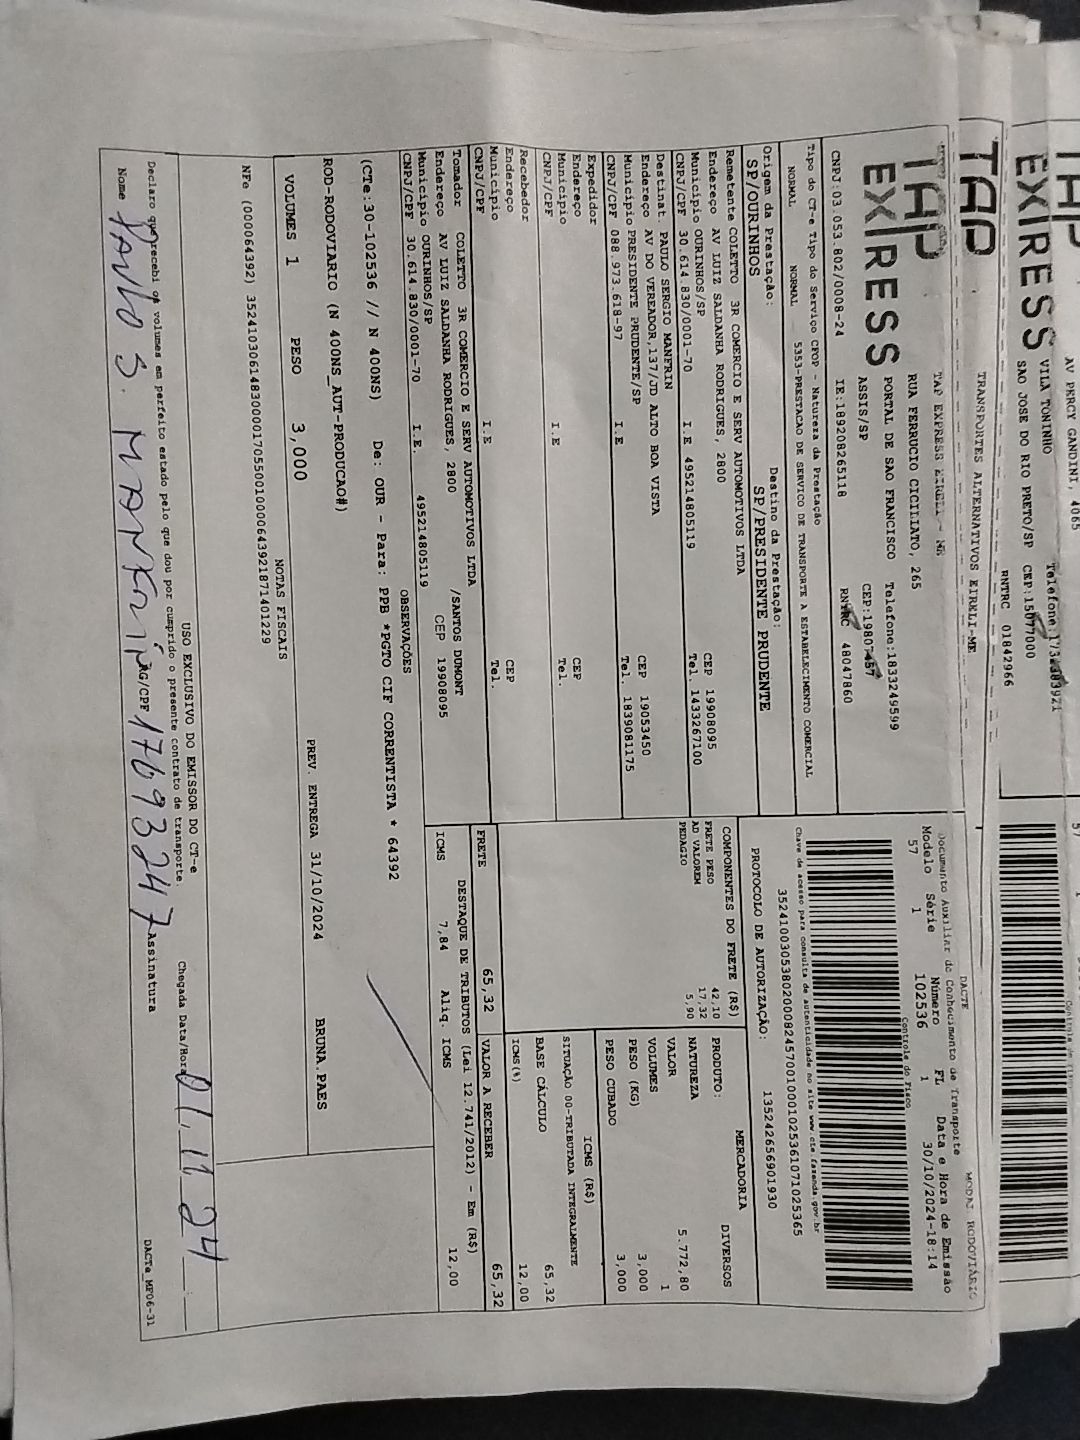 AV PERCY GANDINI, 4065
VILA TONINHO
EXPRESS SAO JOSE DO RIO PRETO/SP CEP:15077000
RNTRC 01842966
TAP
TRANSPORTES ALTERNATIVOS EIRELI-ME
TAP EXPRESS
TAP EXPRESS EIRELI - ME
RUA FERRUCIO CICILIATO, 265
PORTAL DE SAO FRANCISCO Telefone:1833249599
ASSIS/SP
CNPJ:03.053.802/0008-24 IE:189208265118 RNTRC 48047860
DACTE MODAL RODOVIÁRIO
Documento Auxiliar do Conhecimento de Transporte
Modelo Série Número FL Data e Hora de Emissão
57 1 102536 1 30/10/2024-18:14
Controle do Fisco
Chave de acesso para consulta de autenticidade no site www.cte.fazenda.gov.br
35241003053802000824570010001025361071025365
PROTOCOLO DE AUTORIZAÇÃO: 135242656901930
Tipo do CT-e Tipo do Serviço CFOP - Natureza da Prestação
NORMAL NORMAL 5353-PRESTACAO DE SERVICO DE TRANSPORTE A ESTABELECIMENTO COMERCIAL
Origem da Prestação: Destino da Prestação:
SP/OURINHOS SP/PRESIDENTE PRUDENTE
Remetente COLETTO 3R COMERCIO E SERV AUTOMOTIVOS LTDA
Endereço AV LUIZ SALDANHA RODRIGUES, 2800 CEP 19908095
Município OURINHOS/SP Tel. 1433267100
CNPJ/CPF 30.614.830/0001-70 I.E 495214805119
Destinat. PAULO SERGIO MANFRIN
Endereço AV DO VEREADOR,137/JD ALTO BOA VISTA CEP 19053450
Município PRESIDENTE PRUDENTE/SP Tel. 1839081175
CNPJ/CPF 088.973.618-97 I.E
Expedidor
Endereço CEP
Município Tel.
CNPJ/CPF I.E
Recebedor
Endereço CEP
Município Tel.
CNPJ/CPF I.E
Tomador COLETTO 3R COMERCIO E SERV AUTOMOTIVOS LTDA
Endereço AV LUIZ SALDANHA RODRIGUES, 2800 /SANTOS DUMONT
Município OURINHOS/SP CEP 19908095
CNPJ/CPF 30.614.830/0001-70 I.E. 495214805119
COMPONENTES DO FRETE (R$)
FRETE PESO 42,10
AD VALOREM 17,32
PEDAGIO 5,90
MERCADORIA
PRODUTO: DIVERSOS
NATUREZA
VALOR 5.772,80
VOLUMES 1
PESO (KG) 3,000
PESO CUBADO 3,000
ICMS (R$)
SITUAÇÃO 00-TRIBUTADA INTEGRALMENTE
BASE CÁLCULO 65,32
ICMS(%) 12,00
FRETE 65,32 VALOR A RECEBER 65,32
DESTAQUE DE TRIBUTOS (Lei 12.741/2012) - Em (R$)
ICMS 7,84 Aliq. ICMS 12,00
OBSERVAÇÕES
(CTe:30-102536 // N 400NS) De: OUR - Para: PPB *PGTO CIF CORRENTISTA * 64392
ROD-RODOVIARIO (N 400NS_AUT-PRODUCAO#)
VOLUMES 1 PESO 3,000 PREV. ENTREGA 31/10/2024 BRUNA.PAES
NOTAS FISCAIS
NFe (000064392) 35241030614830000170550010000643921871401229
USO EXCLUSIVO DO EMISSOR DO CT-e
Declaro que recebi os volumes em perfeito estado pelo que dou por cumprido o presente contrato de transporte.
Chegada Data/Hora 01.11.24
Nome PAULO S. MANFRIN RG/CPF 17693247 Assinatura
DACTe_MF06-31